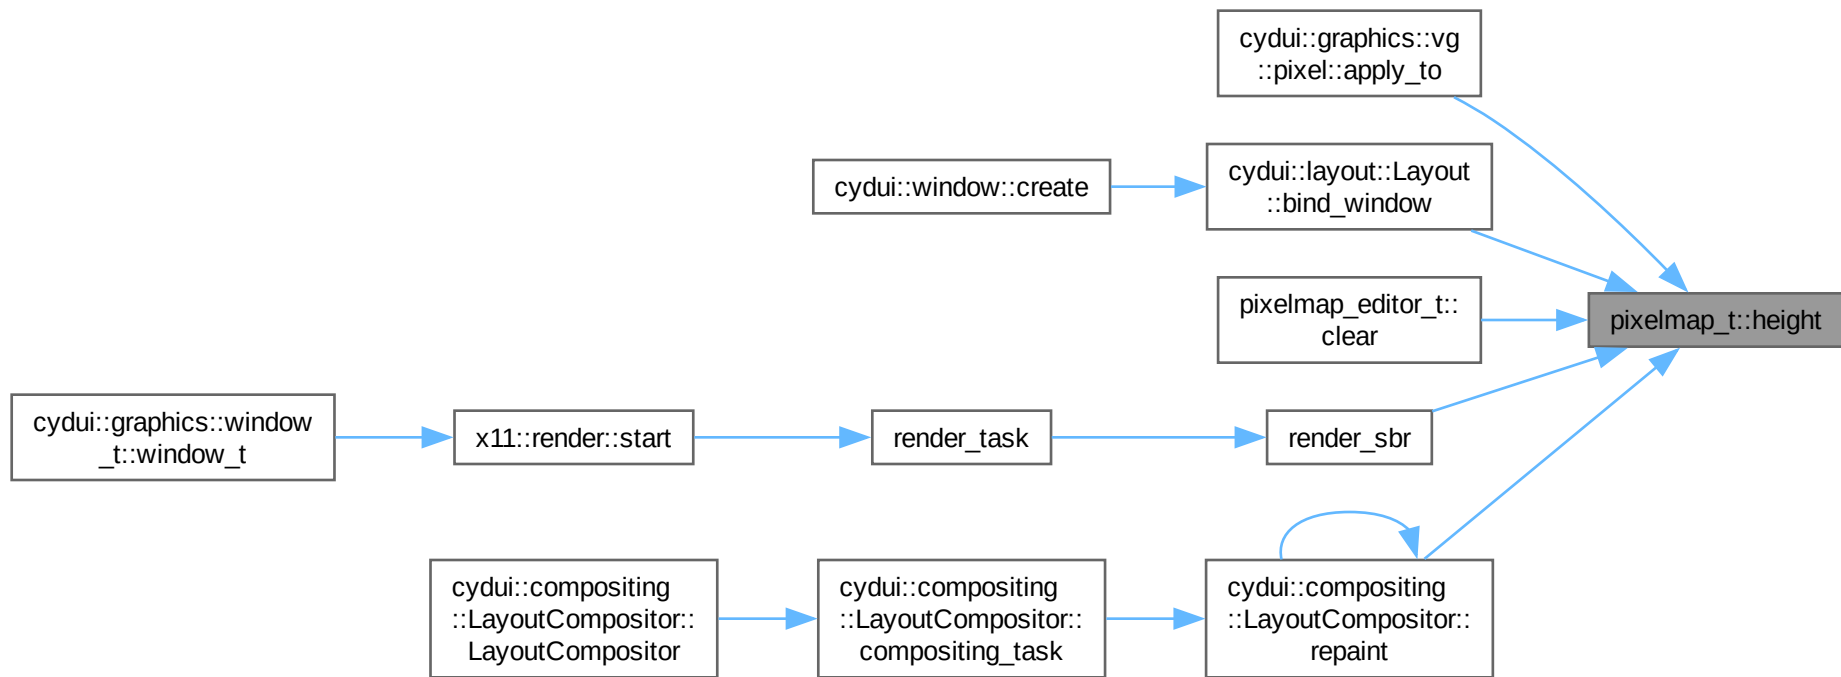 cydui::graphics::vg
::pixel::apply_to
cydui::window::create
cydui::layout::Layout
::bind_window
pixelmap_editor_t::
clear
pixelmap_t::height
cydui::graphics::window
_t::window_t
x11::render::start
render_task
render_sbr
cydui::compositing
::LayoutCompositor::
LayoutCompositor
cydui::compositing
::LayoutCompositor::
compositing_task
cydui::compositing
::LayoutCompositor::
repaint